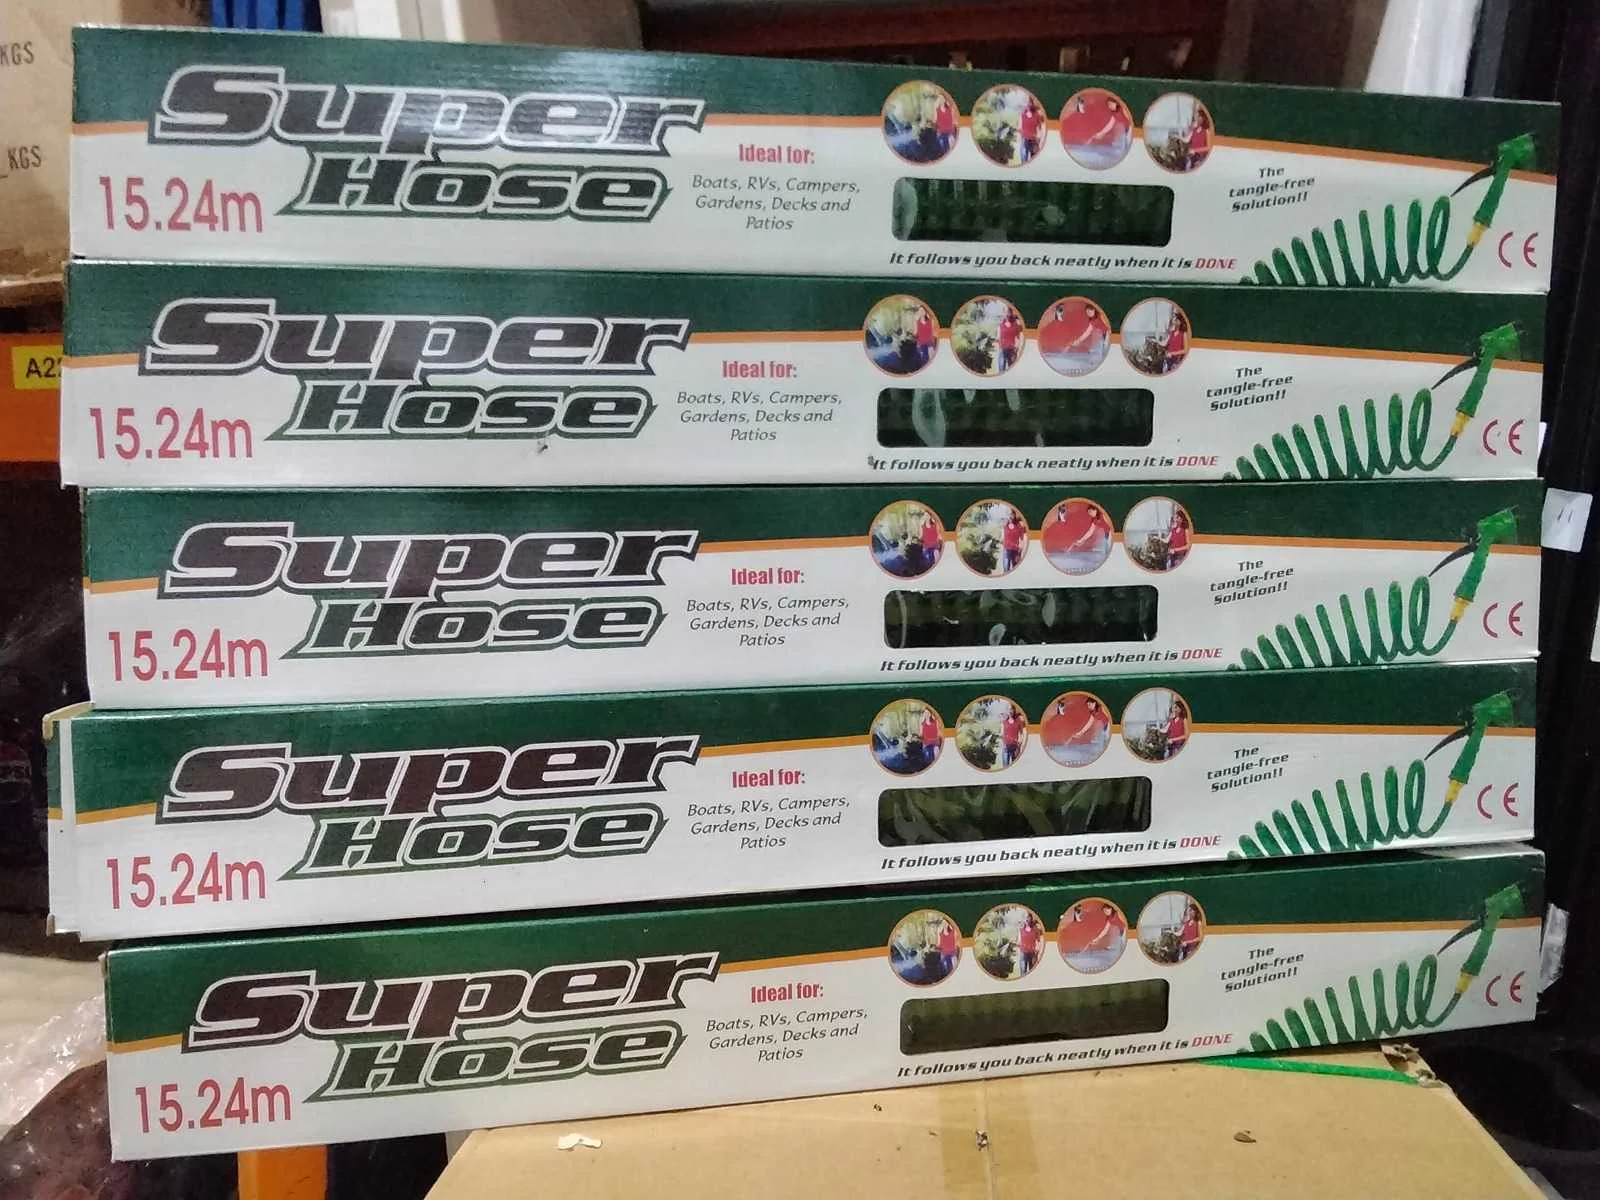 KGS
KGS
A22
Super
Hose
15.24m
Ideal for:
Boats, RVs, Campers,
Gardens, Decks and
Patios
The
tangle-free
Solution!!
It follows you back neatly when it is DONE
CE
Super
Hose
15.24m
Ideal for:
Boats, RVs, Campers,
Gardens, Decks and
Patios
The
tangle-free
Solution!!
It follows you back neatly when it is DONE
CE
Super
Hose
15.24m
Ideal for:
Boats, RVs, Campers,
Gardens, Decks and
Patios
The
tangle-free
Solution!!
It follows you back neatly when it is DONE
CE
Super
Hose
15.24m
Ideal for:
Boats, RVs, Campers,
Gardens, Decks and
Patios
The
tangle-free
Solution!!
It follows you back neatly when it is DONE
CE
Super
Hose
15.24m
Ideal for:
Boats, RVs, Campers,
Gardens, Decks and
Patios
The
tangle-free
Solution!!
It follows you back neatly when it is DONE
CE